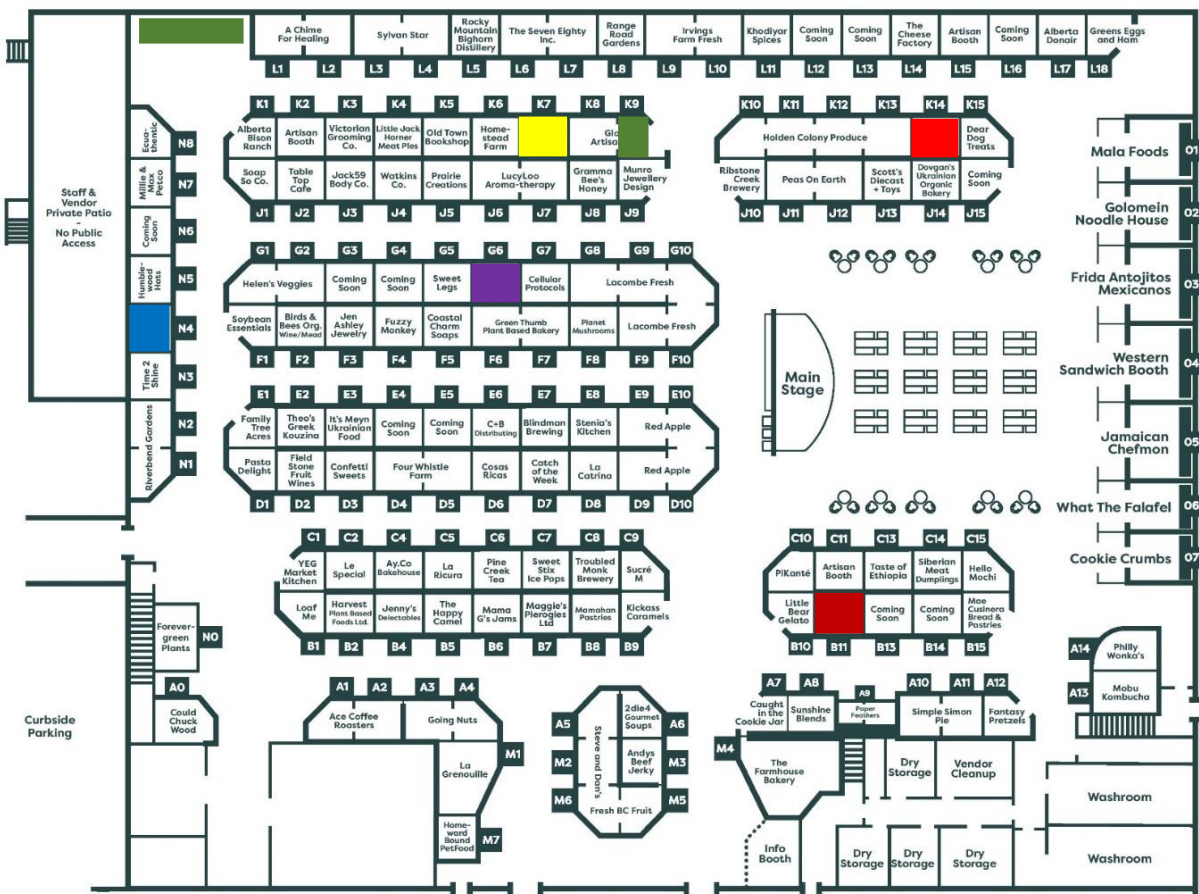 A Chime
For Healing
Sylvan Star
Rocky
Mountain
Bighorn
Distillery
The Seven Eighty
Inc.
Range
Road
Gardens
Irvings
Farm Fresh
Khodiyar
Spices
Coming
Soon
Coming
Soon
The
Cheese
Factory
Artisan
Booth
Coming
Soon
Alberta
Donair
Greens Eggs
and Ham
L1 L2 L3 L4 L5 L6 L7 L8 L9 L10 L11 L12 L13 L14 L15 L16 L17 L18
Staff &
Vendor
Private Patio
-
No Public
Access
Ecua-
thentic
N8
Millie &
Max
Petco
N7
Coming
Soon
N6
Humble-
wood
Hats
N5
N4
Time 2
Shine
N3
Riverbend Gardens
N2
N1
K1 K2 K3 K4 K5 K6 K7 K8 K9
Alberta
Bison
Ranch
Artisan
Booth
Victorian
Grooming
Co.
Little Jack
Horner
Meat Pies
Old Town
Bookshop
Home-
stead
Farm
Glo
Artisa
Soap
So Co.
Table
Top
Cafe
Jack59
Body Co.
Watkins
Co.
Prairie
Creations
LucyLoo
Aroma-therapy
Gramma
Bee's
Honey
Munro
Jewellery
Design
J1 J2 J3 J4 J5 J6 J7 J8 J9
K10 K11 K12 K13 K14 K15
Holden Colony Produce
Dear
Dog
Treats
Ribstone
Creek
Brewery
Peas On Earth
Scott's
Diecast
+ Toys
Dovgan's
Ukrainian
Organic
Bakery
Coming
Soon
J10 J11 J12 J13 J14 J15
G1 G2 G3 G4 G5 G6 G7 G8 G9 G10
Helen's Veggies
Coming
Soon
Coming
Soon
Sweet
Legs
Cellular
Protocols
Lacombe Fresh
Soybean
Essentials
Birds &
Bees Org.
Wine/Mead
Jen
Ashley
Jewelry
Fuzzy
Monkey
Coastal
Charm
Soaps
Green Thumb
Plant Based Bakery
Planet
Mushrooms
Lacombe Fresh
F1 F2 F3 F4 F5 F6 F7 F8 F9 F10
E1 E2 E3 E4 E5 E6 E7 E8 E9 E10
Family
Tree
Acres
Theo's
Greek
Kouzina
It's Meyn
Ukrainian
Food
Coming
Soon
Coming
Soon
C+B
Distributing
Blindman
Brewing
Stenia's
Kitchen
Red Apple
Pasta
Delight
Field
Stone
Fruit
Wines
Confetti
Sweets
Four Whistle
Farm
Cosas
Ricas
Catch
of the
Week
La
Catrina
Red Apple
D1 D2 D3 D4 D5 D6 D7 D8 D9 D10
Main
Stage
Mala Foods
01
Golomein
Noodle House
02
Frida Antojitos
Mexicanos
03
Western
Sandwich Booth
04
Jamaican
Chefmon
05
What The Falafel
06
Cookie Crumbs
07
C1 C2 C4 C5 C6 C7 C8 C9
YEG
Market
Kitchen
Le
Special
Ay.Co
Bakehouse
La
Ricura
Pine
Creek
Tea
Sweet
Stix
Ice Pops
Troubled
Monk
Brewery
Sucré
M
Loaf
Me
Harvest
Plant Based
Foods Ltd.
Jenny's
Delectables
The
Happy
Camel
Mama
G's Jams
Maggie's
Pierogies
Ltd
Mamahan
Pastries
Kickass
Caramels
B1 B2 B4 B5 B6 B7 B8 B9
C10 C11 C13 C14 C15
PiKanté
Artisan
Booth
Taste of
Ethiopia
Siberian
Meat
Dumplings
Hello
Mochi
Little
Bear
Gelato
Coming
Soon
Coming
Soon
Mae
Cusinera
Bread &
Pastries
B10 B11 B13 B14 B15
Forever-
green
Plants
N0
A0
Could
Chuck
Wood
Curbside
Parking
A1 A2 A3 A4
Ace Coffee
Roasters
Going Nuts
M1
La
Grenouille
Home-
ward
Bound
PetFood
M7
A5
M2
M6
Steve and Dan's
Fresh BC Fruit
2die4
Gourmet
Soups
A6
Andys
Beef
Jerky
M3
M5
A7 A8 A9 A10 A11 A12
Caught
in the
Cookie Jar
Sunshine
Blends
Paper
Feathers
Simple Simon
Pie
Fantasy
Pretzels
M4
The
Farmhouse
Bakery
Dry
Storage
Vendor
Cleanup
Info
Booth
Dry
Storage
Dry
Storage
Dry
Storage
A14
Philly
Wonka's
A13
Mobu
Kombucha
Washroom
Washroom